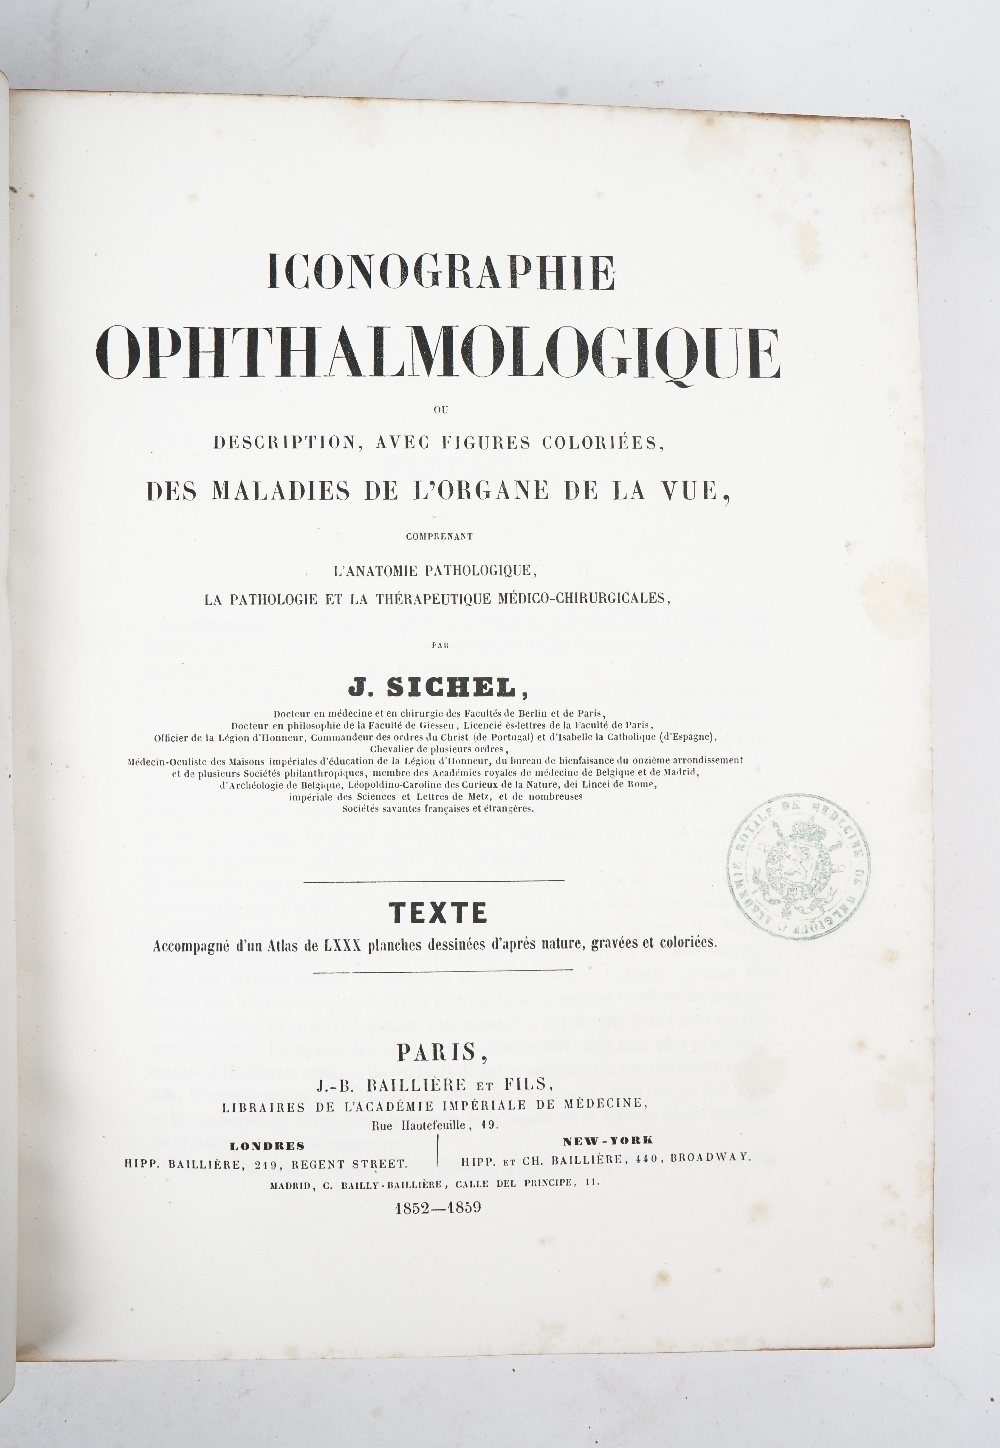 ICONOGRAPHIE
OPHTHALMOLOGIQUE
OU
DESCRIPTION, AVEC FIGURES COLORIÉES,
DES MALADIES DE L'ORGANE DE LA VUE,
COMPRENANT
L'ANATOMIE PATHOLOGIQUE,
LA PATHOLOGIE ET LA THÉRAPEUTIQUE MÉDICO-CHIRURGICALES,
PAR
J. SICHEL,
Docteur en médecine et en chirurgie des Facultés de Berlin et de Paris,
Docteur en philosophie de la Faculté de Giessen, Licencié ès-lettres de la Faculté de Paris,
Officier de la Légion d'Honneur, Commandeur des ordres du Christ (de Portugal) et d'Isabelle la Catholique (d'Espagne),
Chevalier de plusieurs ordres,
Médecin-Oculiste des Maisons impériales d'éducation de la Légion d'Honneur, du bureau de bienfaisance du onzième arrondissement
et de plusieurs Sociétés philanthropiques, membre des Académies royales de médecine de Belgique et de Madrid,
d'Archéologie de Belgique, Léopoldino-Caroline des Curieux de la Nature, dei Lincei de Rome,
impériale des Sciences et Lettres de Metz, et de nombreuses
Sociétés savantes françaises et étrangères.
ACADÉMIE ROYALE DE MÉDECINE DE BELGIQUE
TEXTE
Accompagné d'un Atlas de LXXX planches dessinées d'après nature, gravées et coloriées.
PARIS,
J.-B. BAILLIÈRE ET FILS,
LIBRAIRES DE L'ACADÉMIE IMPÉRIALE DE MÉDECINE,
Rue Hautefeuille, 19.
LONDRES
HIPP. BAILLIÈRE, 219, REGENT STREET.
NEW-YORK
HIPP. ET CH. BAILLIÈRE, 440, BROADWAY.
MADRID, C. BAILLY-BAILLIÈRE, CALLE DEL PRINCIPE, 11.
1852—1859